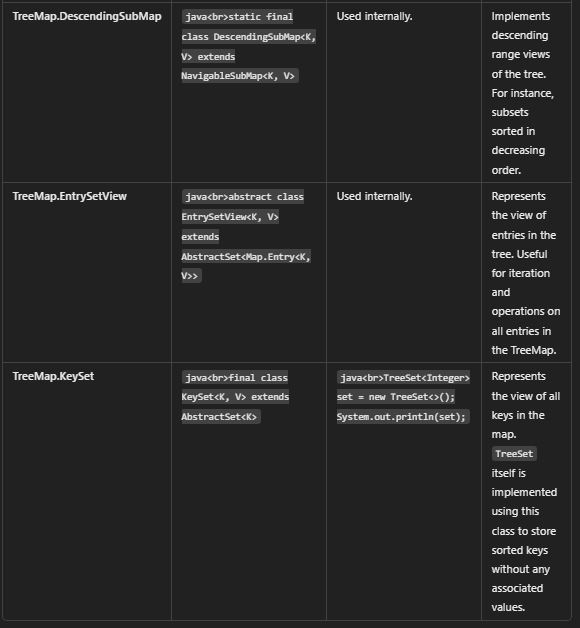 TreeMap.DescendingSubMap
java<br>static final
class DescendingSubMap<K,
V> extends
NavigableSubMap<K, V>
Used internally.
Implements
descending
range views
of the tree.
For instance,
subsets
sorted in
decreasing
order.
TreeMap.EntrySetView
java<br>abstract class
EntrySetView<K, V>
extends
AbstractSet<Map.Entry<K,
V>>
Used internally.
Represents
the view of
entries in the
tree. Useful
for iteration
and
operations on
all entries in
the TreeMap.
TreeMap.KeySet
java<br>final class
KeySet<K, V> extends
AbstractSet<K>
java<br>TreeSet<Integer>
set = new TreeSet<>();
System.out.println(set);
Represents
the view of all
keys in the
map.
TreeSet
itself is
implemented
using this
class to store
sorted keys
without any
associated
values.